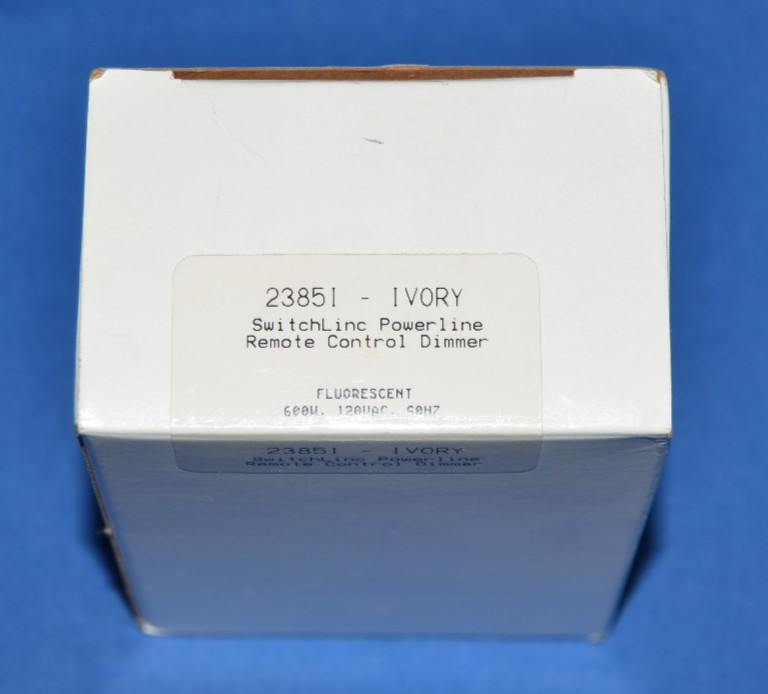 2385I - IVORY
SwitchLinc Powerline
Remote Control Dimmer
FLUORESCENT
600W, 120VAC, 60HZ
2385I - IVORY
SwitchLinc Powerline
Remote Control Dimmer